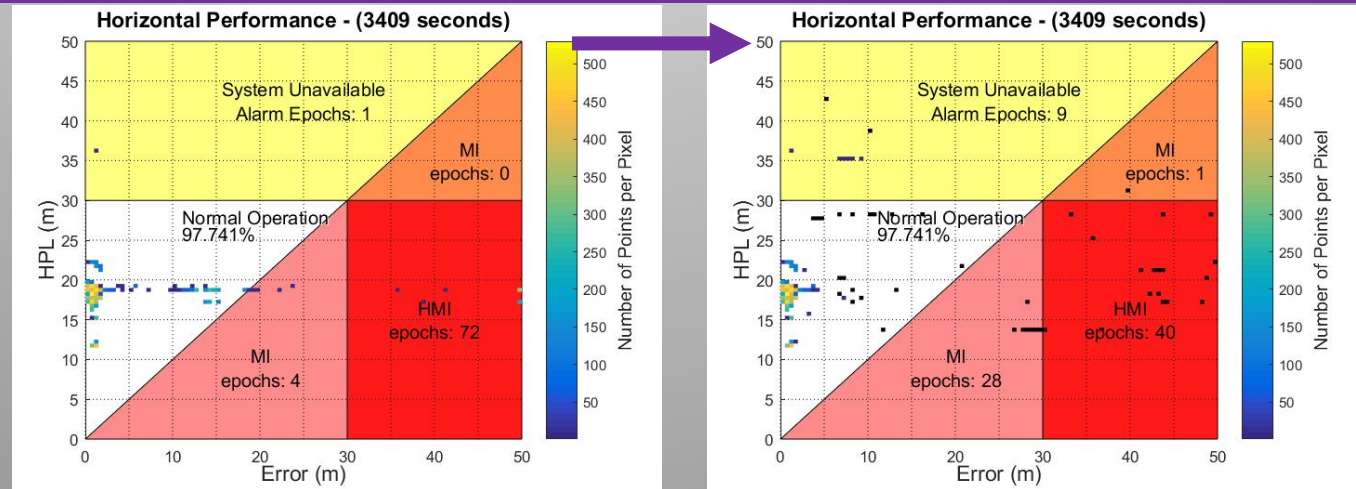 Horizontal Performance - (3409 seconds)
50
45
40
35
30
25
20
15
10
5
0
HPL (m)
System Unavailable
Alarm Epochs: 1
MI
epochs: 0
Normal Operation
97.741%
HMI
epochs: 72
MI
epochs: 4
0 10 20 30 40 50
Error (m)
500
450
400
350
300
250
200
150
100
50
Number of Points per Pixel
Horizontal Performance - (3409 seconds)
50
45
40
35
30
25
20
15
10
5
0
HPL (m)
System Unavailable
Alarm Epochs: 9
MI
epochs: 1
Normal Operation
97.741%
HMI
epochs: 40
MI
epochs: 28
0 10 20 30 40 50
Error (m)
500
450
400
350
300
250
200
150
100
50
Number of Points per Pixel